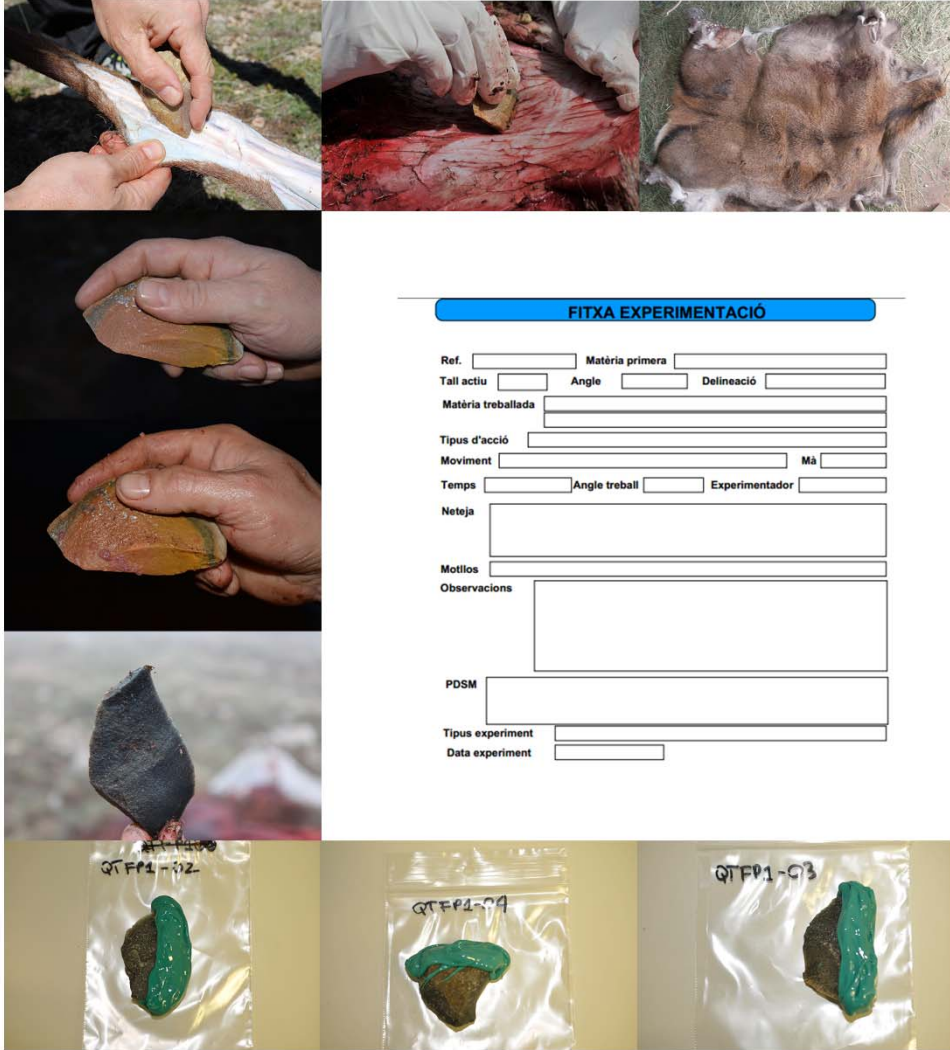 FITXA EXPERIMENTACIÓ
Ref. Matèria primera
Tall actiu Angle Delineació
Matèria treballada
Tipus d'acció
Moviment Mà
Temps Angle treball Experimentador
Neteja
Motllos
Observacions
PDSM
Tipus experiment
Data experiment
QTFP1-02
QTFP1-04
QTFP1-03